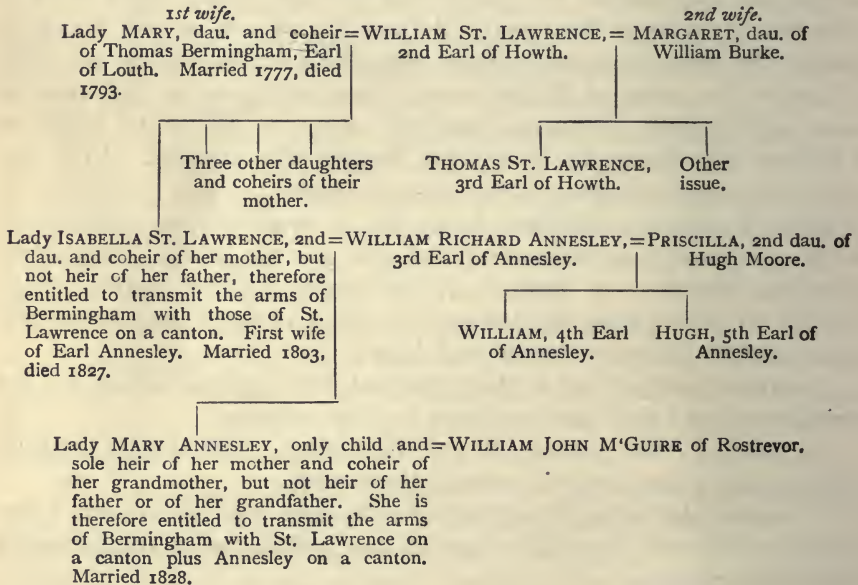 1st wife.
2nd wife.
Lady MARY, dau. and coheir
of Thomas Bermingham, Earl
of Louth. Married 1777, died
1793.
=WILLIAM ST. LAWRENCE,
2nd Earl of Howth.
= MARGARET, dau. of
William Burke.
Three other daughters
and coheirs of their
mother.
THOMAS ST. LAWRENCE,
3rd Earl of Howth.
Other
issue.
Lady ISABELLA ST. LAWRENCE, 2nd
dau. and coheir of her mother, but
not heir of her father, therefore
entitled to transmit the arms of
Bermingham with those of St.
Lawrence on a canton. First wife
of Earl Annesley. Married 1803,
died 1827.
=WILLIAM RICHARD ANNESLEY,
3rd Earl of Annesley.
=PRISCILLA, 2nd dau. of
Hugh Moore.
WILLIAM, 4th Earl
of Annesley.
HUGH, 5th Earl of
Annesley.
Lady MARY ANNESLEY, only child and
sole heir of her mother and coheir of
her grandmother, but not heir of her
father or of her grandfather. She is
therefore entitled to transmit the arms
of Bermingham with St. Lawrence on
a canton plus Annesley on a canton.
Married 1828.
=WILLIAM JOHN M'GUIRE of Rostrevor.